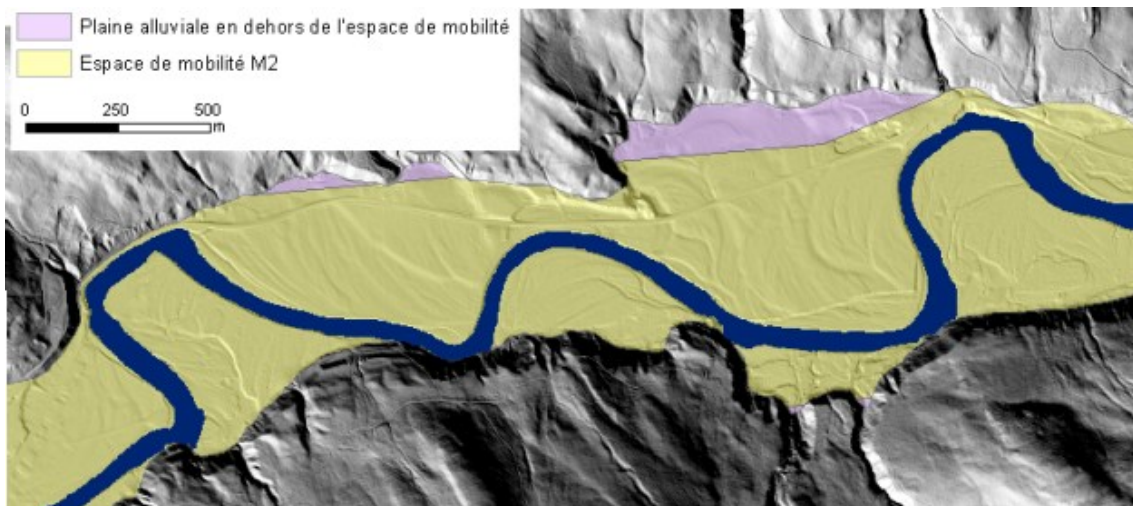 Plaine alluviale en dehors de l'espace de mobilité
Espace de mobilité M2
0 250 500
m